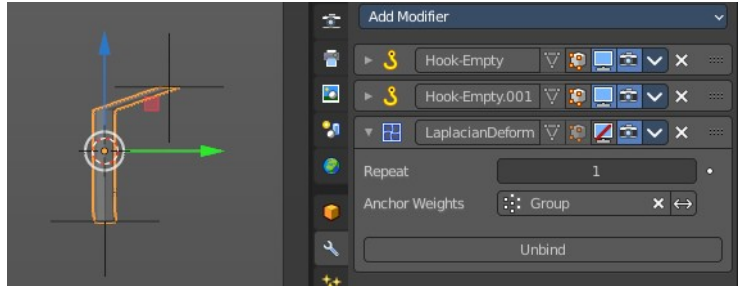 Add Modifier
Hook-Empty
Hook-Empty.001
LaplacianDeform
Repeat 1
Anchor Weights Group
Unbind